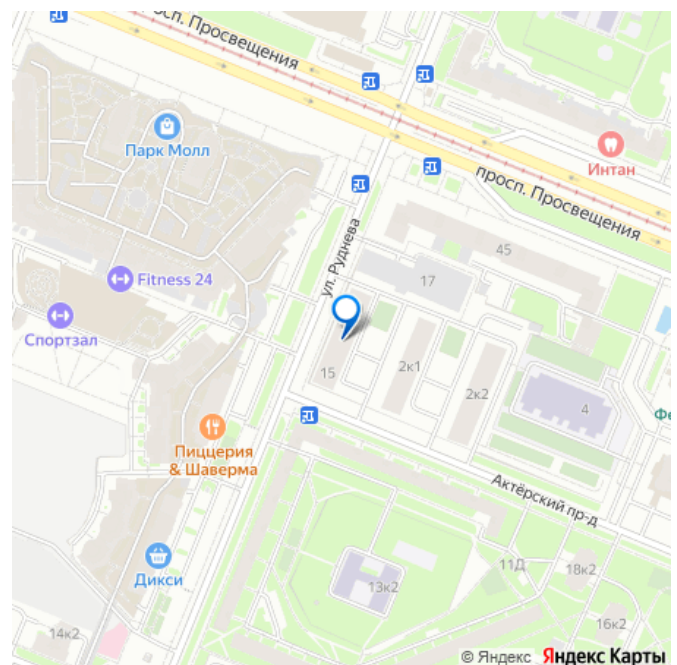 просп. Просвещения
Парк Молл
Интан
просп. Просвещения
ул. Руднева
45
17
Fitness 24
Спортзал
15
2к1
2к2
4
Пиццерия
& Шаверма
Актёрский пр-д
Дикси
11Д
18к2
13к2
16к2
14к2
© Яндекс Яндекс Карты